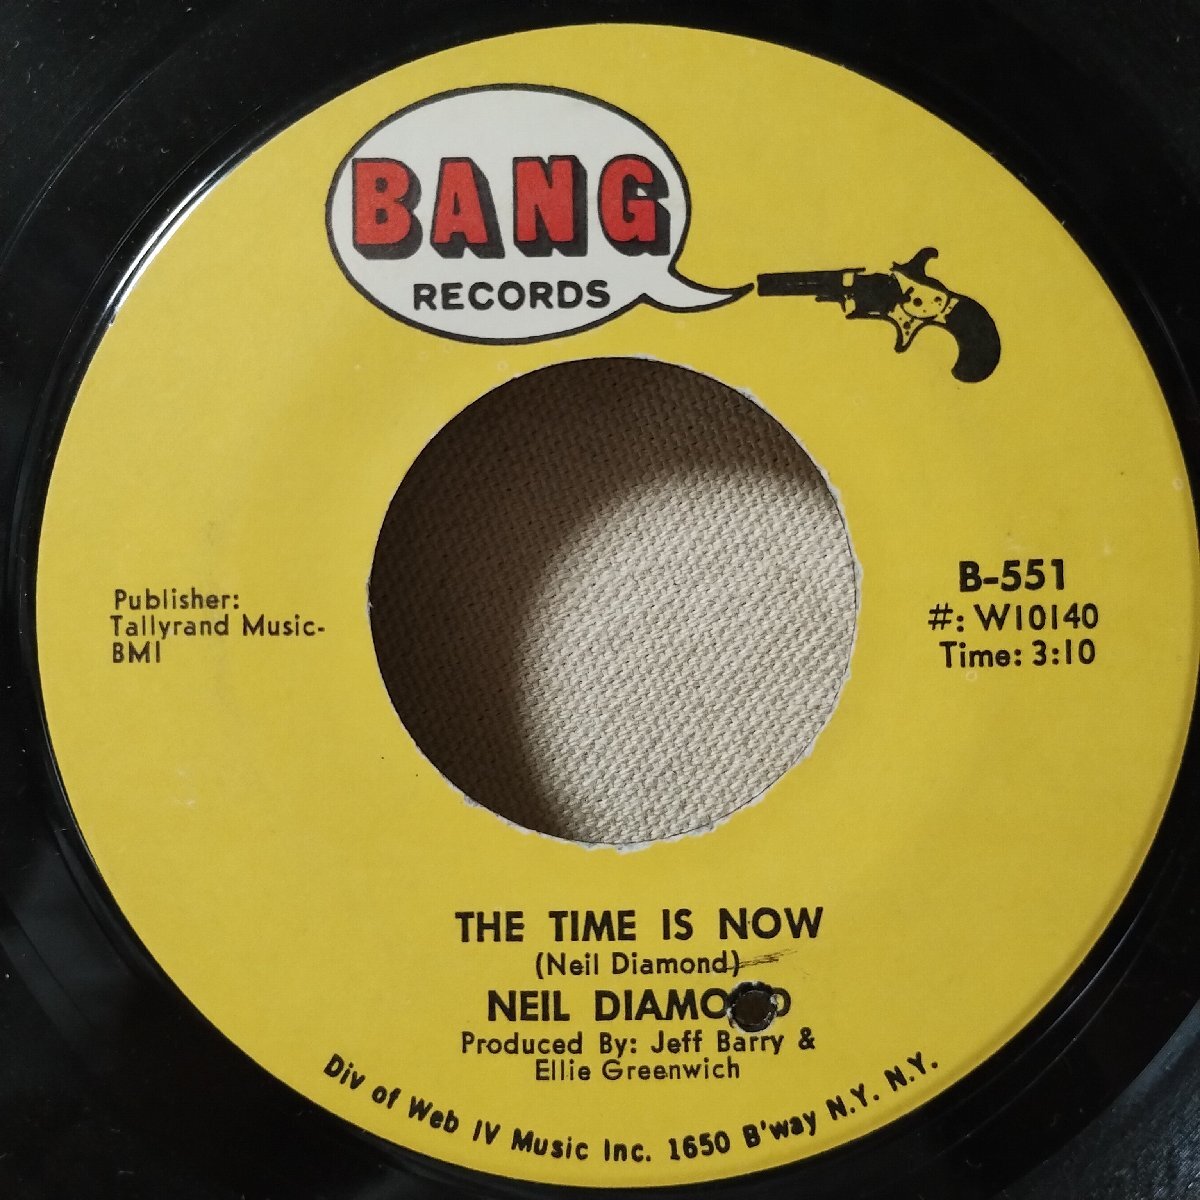 BANG
RECORDS
Publisher:
Tallyrand Music-
BMI
B-551
#: W10140
Time: 3:10
THE TIME IS NOW
(Neil Diamond)
NEIL DIAMOND
Produced By: Jeff Barry &
Ellie Greenwich
Div of Web IV Music Inc. 1650 B'way N.Y. N.Y.